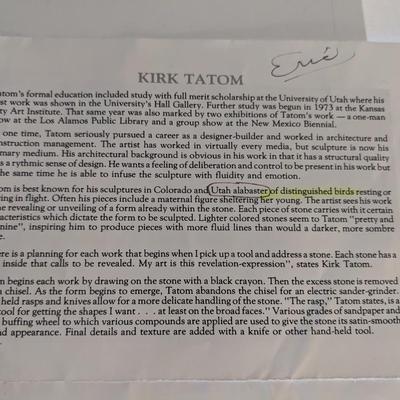 Eric
KIRK TATOM
atom's formal education included study with full merit scholarship at the University of Utah where his
st work was shown in the University's Hall Gallery. Further study was begun in 1973 at the Kansas
ty Art Institute. That same year was also marked by two exhibitions of Tatom's work — a one-man
ow at the Los Alamos Public Library and a group show at the New Mexico Biennial.
one time, Tatom seriously pursued a career as a designer-builder and worked in architecture and
nstruction management. The artist has worked in virtually every media, but sculpture is now his
mary medium. His architectural background is obvious in his work in that it has a structural quality
s a rythmic sense of design. He wants a feeling of deliberation and control to be present in his work but
the same time he is able to infuse the sculpture with fluidity and emotion.
om is best known for his sculptures in Colorado and Utah alabaster of distinguished birds resting or
ring in flight. Often his pieces include a maternal figure sheltering her young. The artist sees his work
he revealing or unveiling of a form already within the stone. Each piece of stone carries with it certain
aracteristics which dictate the form to be sculpted. Lighter colored stones seem to Tatom "pretty and
nine", inspiring him to produce pieces with more fluid lines than would a darker, more sombre
e.
ere is a planning for each work that begins when I pick up a tool and address a stone. Each stone has a
inside that calls to be revealed. My art is this revelation-expression", states Kirk Tatom.
m begins each work by drawing on the stone with a black crayon. Then the excess stone is removed
a chisel. As the form begins to emerge, Tatom abandons the chisel for an electric sander-grinder.
held rasps and knives allow for a more delicate handling of the stone. "The rasp," Tatom states, is a
ool for getting the shapes I want . . . at least on the broad faces." Various grades of sandpaper and
buffing wheel to which various compounds are applied are used to give the stone its satin-smooth
nd appearance. Final details and texture are added with a knife or other hand-held tool.